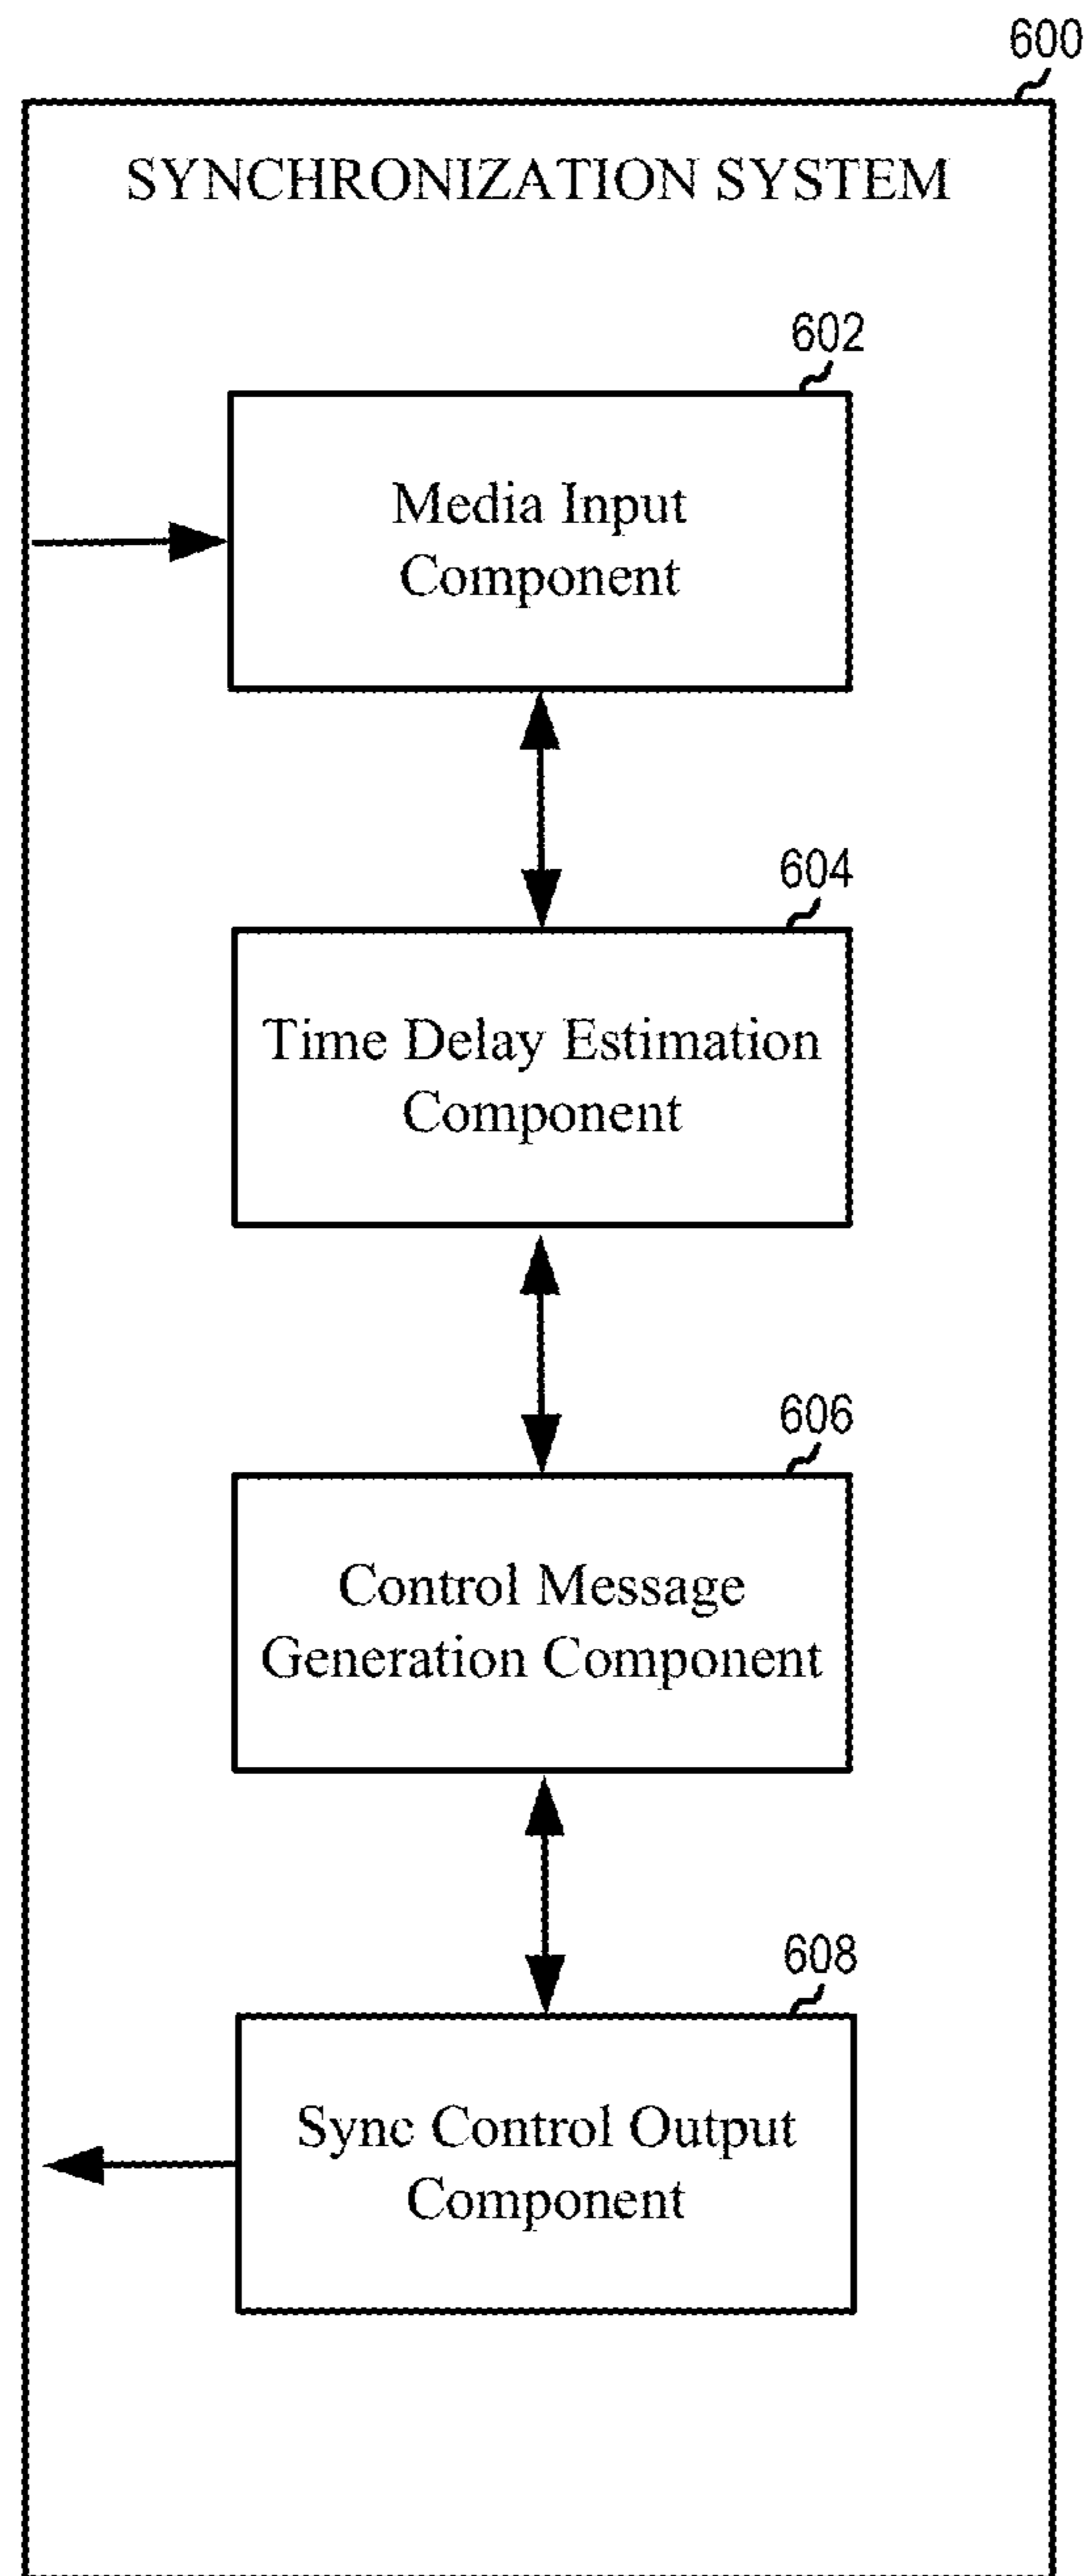 600
SYNCHRONIZATION SYSTEM
602
Media Input
Component
604
Time Delay Estimation
Component
606
Control Message
Generation Component
608
Sync Control Output
Component